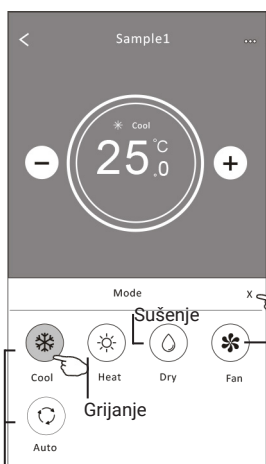 < Sample1 ...
Cool
25.0 °C
− +
Mode X
Sušenje
Cool Heat Dry Fan
Grijanje
Auto